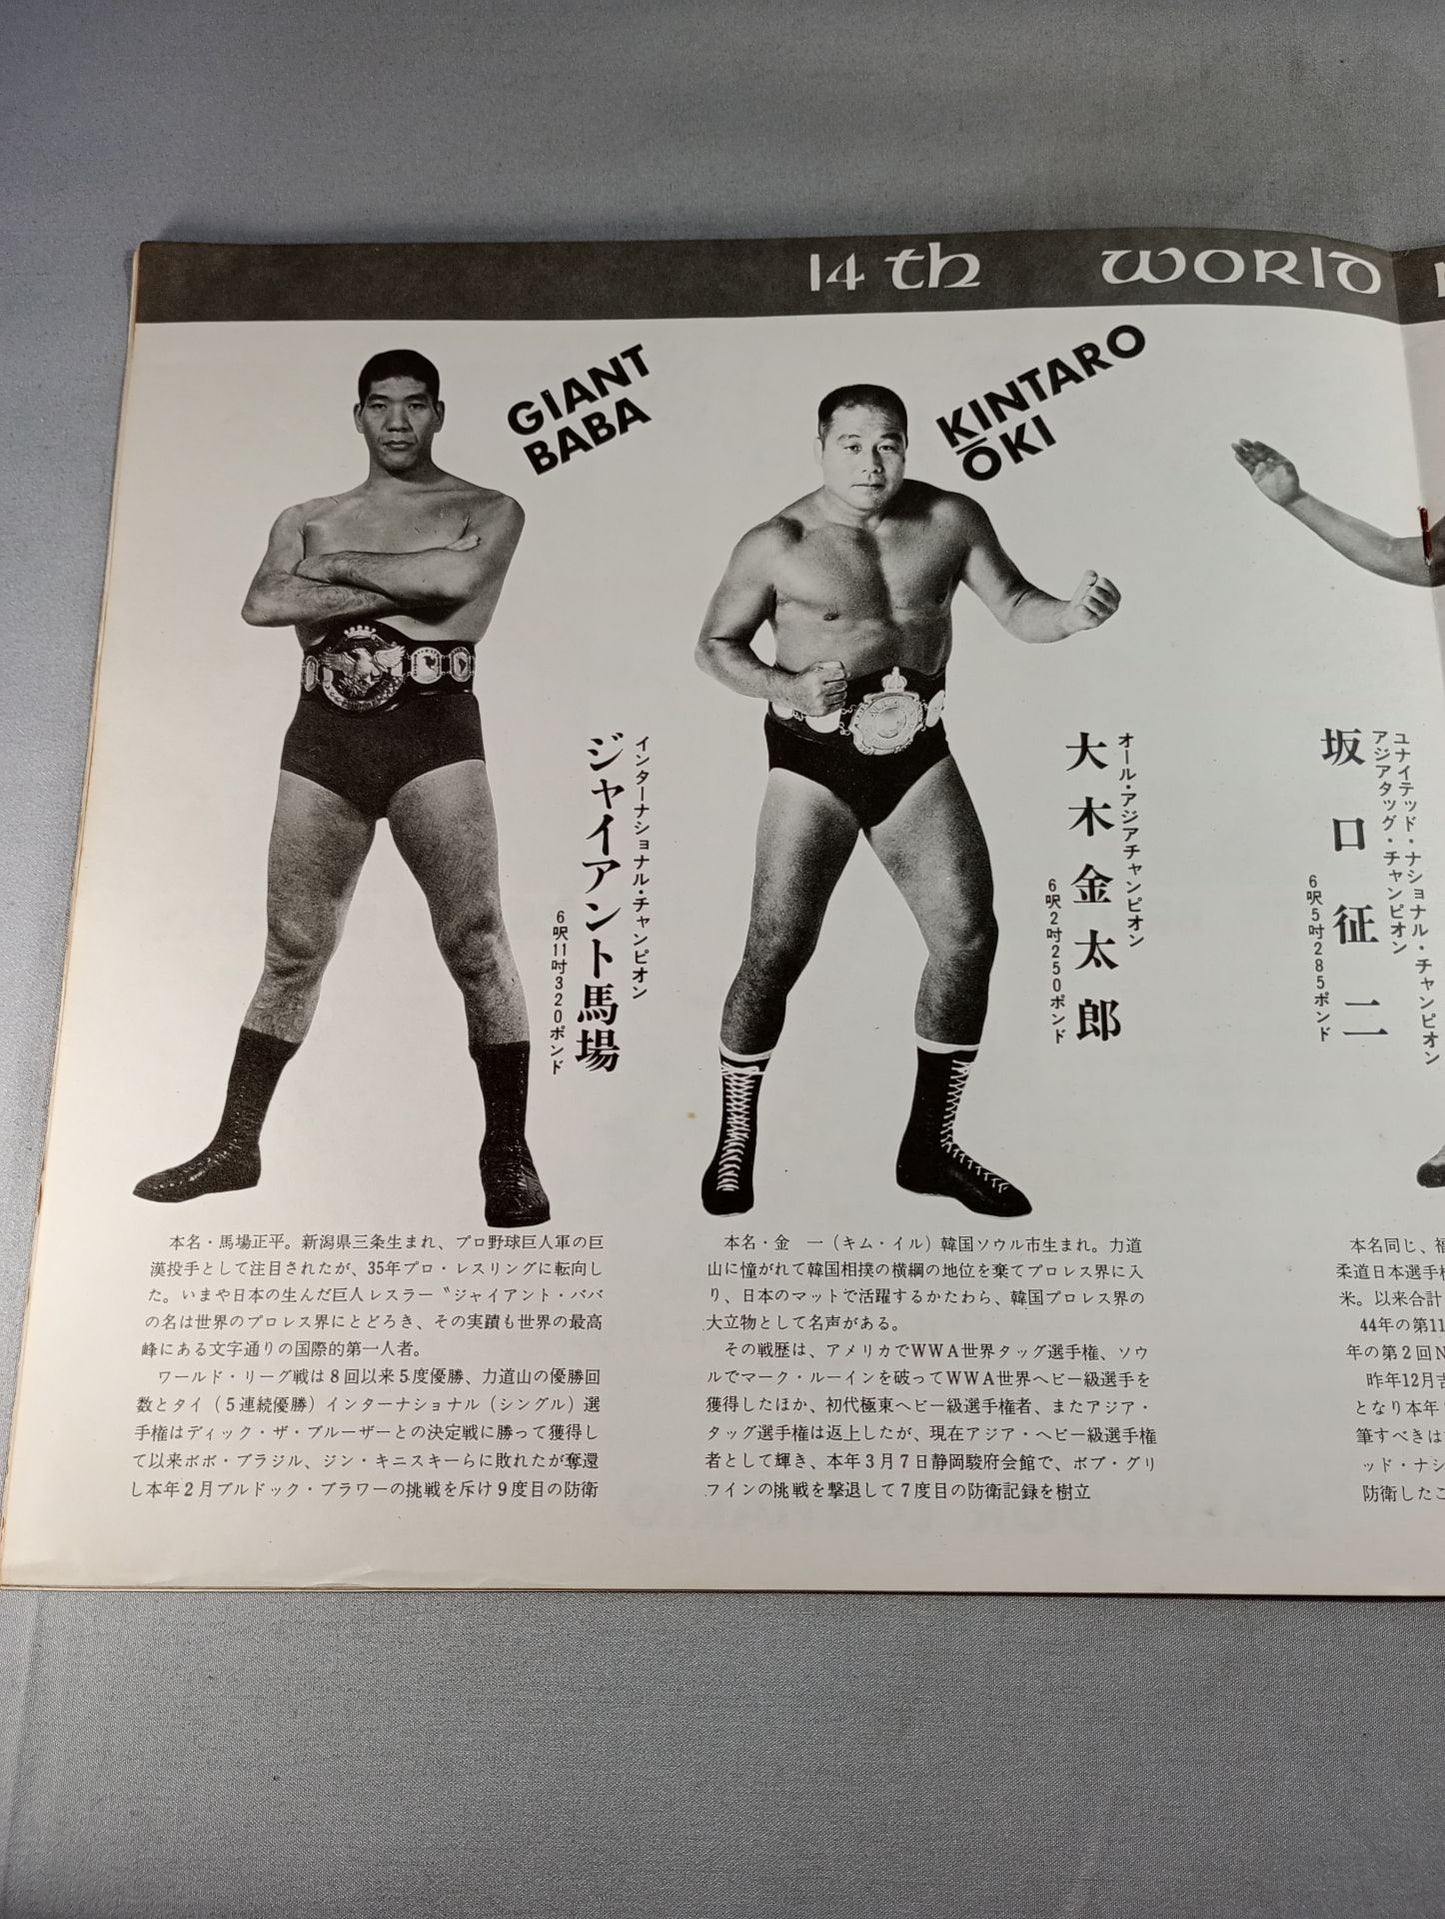 14th WORLD
GIANT
BABA
インターナショナル・チャンピオン
ジャイアント馬場
6呎11吋320ポンド
本名・馬場正平。新潟県三条生まれ、プロ野球巨人軍の巨
漢投手として注目されたが、35年プロ・レスリングに転向し
た。いまや日本の生んだ巨人レスラー〝ジャイアント・ババ
の名は世界のプロレス界にとどろき、その実蹟も世界の最高
峰にある文字通りの国際的第一人者。
ワールド・リーグ戦は8回以来5度優勝、力道山の優勝回
数とタイ（5連続優勝）インターナショナル（シングル）選
手権はディック・ザ・ブルーザーとの決定戦に勝って獲得し
て以来ボボ・ブラジル、ジン・キニスキーらに敗れたが奪還
し本年2月ブルドック・ブラワーの挑戦を斥け9度目の防衛
KINTARO
ŌKI
オール・アジアチャンピオン
大木金太郎
6呎2吋250ポンド
本名・金　一（キム・イル）韓国ソウル市生まれ。力道
山に憧がれて韓国相撲の横綱の地位を棄てプロレス界に入
り、日本のマットで活躍するかたわら、韓国プロレス界の
大立物として名声がある。
その戦歴は、アメリカでWWA世界タッグ選手権、ソウ
ルでマーク・ルーインを破ってWWA世界ヘビー級選手を
獲得したほか、初代極東ヘビー級選手権者、またアジア・
タッグ選手権は返上したが、現在アジア・ヘビー級選手権
者として輝き、本年3月7日静岡駿府会館で、ボブ・グリ
フインの挑戦を撃退して7度目の防衛記録を樹立
ユナイテッド・ナショナル・チャンピオン
アジアタッグ・チャンピオン
坂口征二
6呎5吋285ポンド
本名同じ、福
柔道日本選手
米。以来合計
44年の第11
年の第2回N
昨年12月吉
となり本年
筆すべきは
ッド・ナシ
防衛したこ